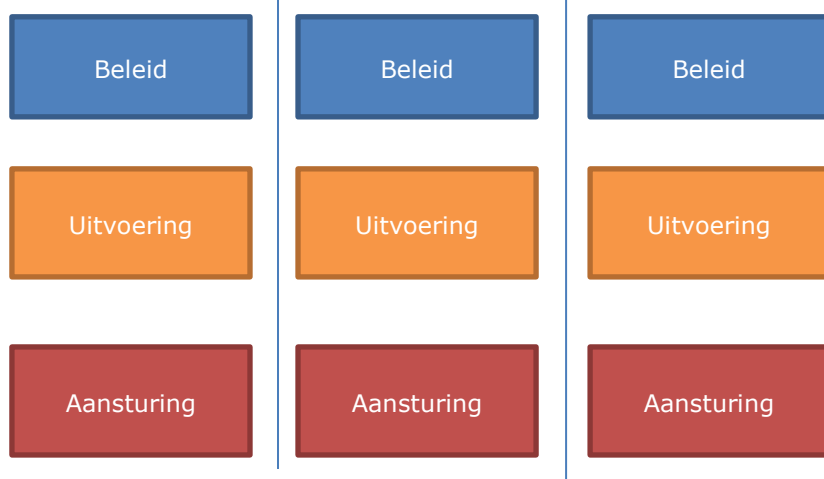 Beleid
Beleid
Beleid
Uitvoering
Uitvoering
Uitvoering
Aansturing
Aansturing
Aansturing